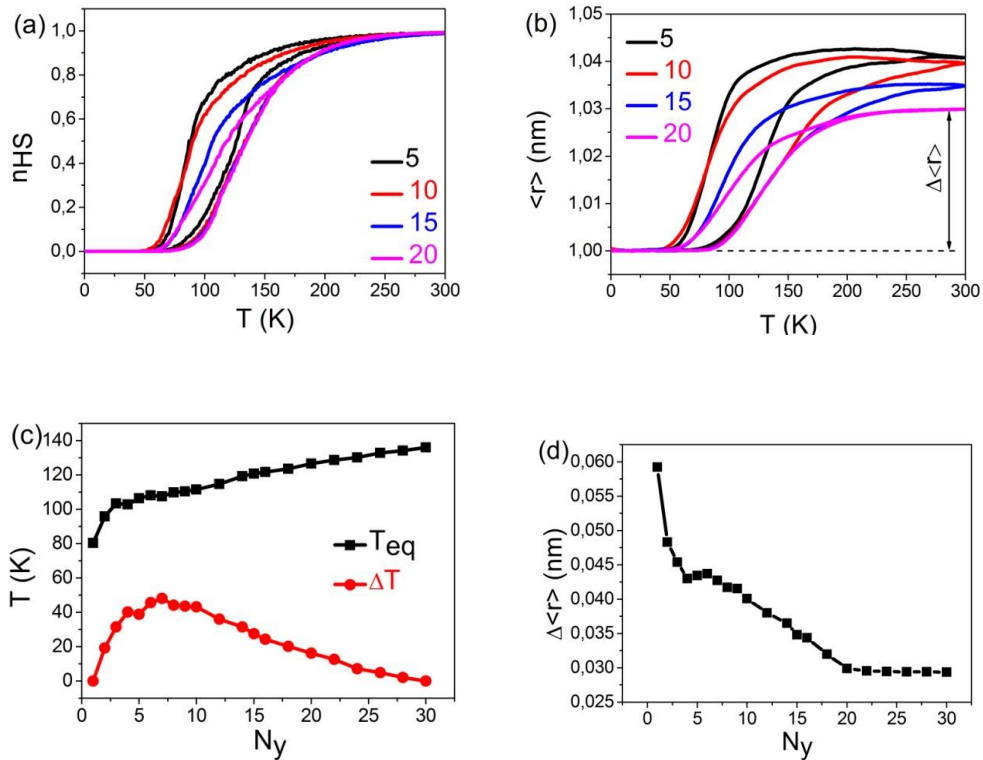 (a)
1,0
0,8
0,6
0,4
0,2
0,0
nHS
5
10
15
20
0 50 100 150 200 250 300
T (K)
(b)
1,04
1,03
1,02
1,01
1,00
<r> (nm)
5
10
15
20
Δ<r>
0 50 100 150 200 250 300
T (K)
(c)
140
120
100
80
60
40
20
0
T (K)
Teq
ΔT
0 5 10 15 20 25 30
Ny
(d)
0,060
0,055
0,050
0,045
0,040
0,035
0,030
0,025
Δ<r> (nm)
0 5 10 15 20 25 30
Ny